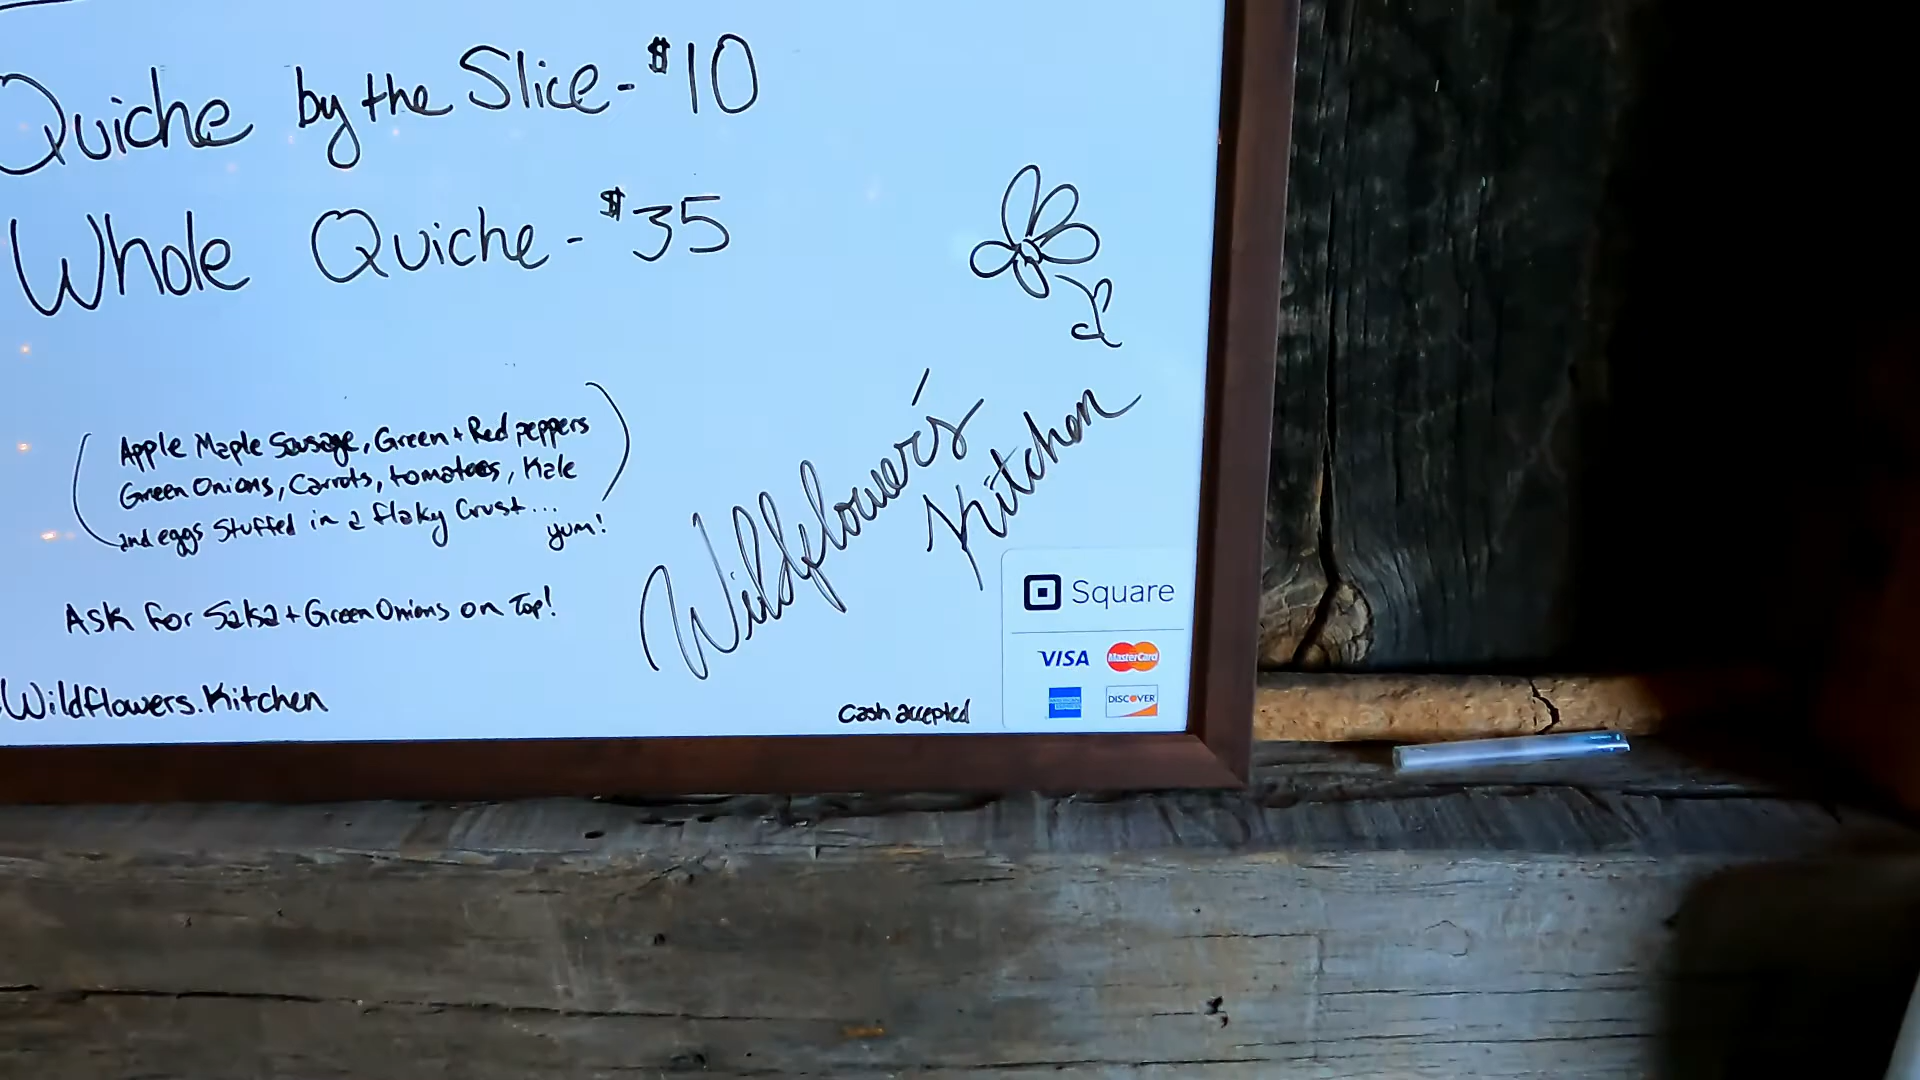 Quiche by the Slice - $10
Whole Quiche - $35
(Apple Maple Sausage, Green + Red peppers
Green Onions, Carrots, tomatoes, Kale
and eggs Stuffed in a flaky Crust...
yum!)
Ask for Salsa + Green Onions on Top!
Wildflower's
Kitchen
Wildflowers.Kitchen
Cash accepted
Square
VISA
MasterCard
AMERICAN EXPRESS
DISCOVER